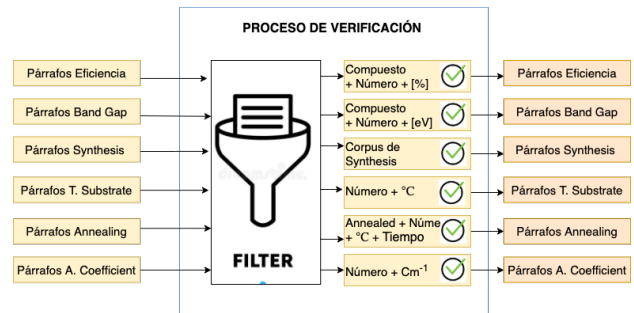 PROCESO DE VERIFICACIÓN
Párrafos Eficiencia
Párrafos Band Gap
Párrafos Synthesis
Párrafos T. Substrate
Párrafos Annealing
Párrafos A. Coefficient
FILTER
Compuesto
+ Número + [%]
Compuesto
+ Número + [eV]
Corpus de
Synthesis
Número + °C
Annealed + Núme
+ °C + Tiempo
Número + Cm⁻¹
Párrafos Eficiencia
Párrafos Band Gap
Párrafos Synthesis
Párrafos T. Substrate
Párrafos Annealing
Párrafos A. Coefficient